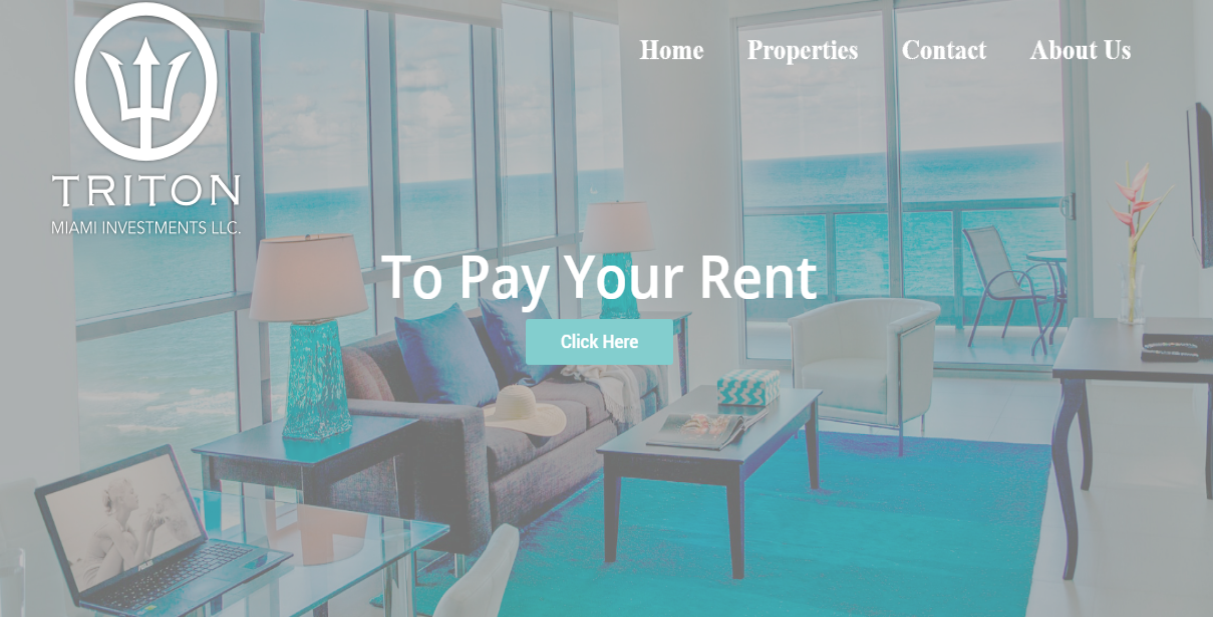 TRITON
MIAMI INVESTMENTS LLC.
Home Properties Contact About Us
To Pay Your Rent
Click Here